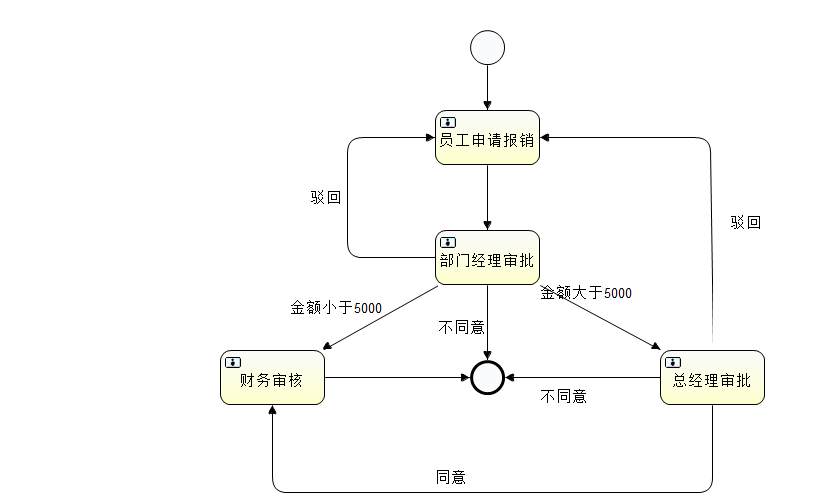 员工申请报销
驳回
驳回
部门经理审批
金额大于5000
金额小于5000
不同意
财务审核
总经理审批
不同意
同意